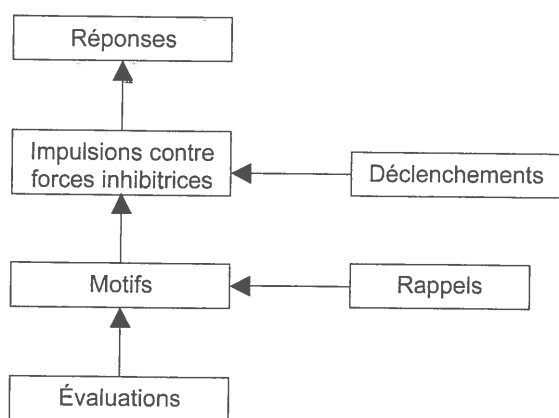 Réponses
Impulsions contre
forces inhibitrices
Déclenchements
Motifs
Rappels
Évaluations